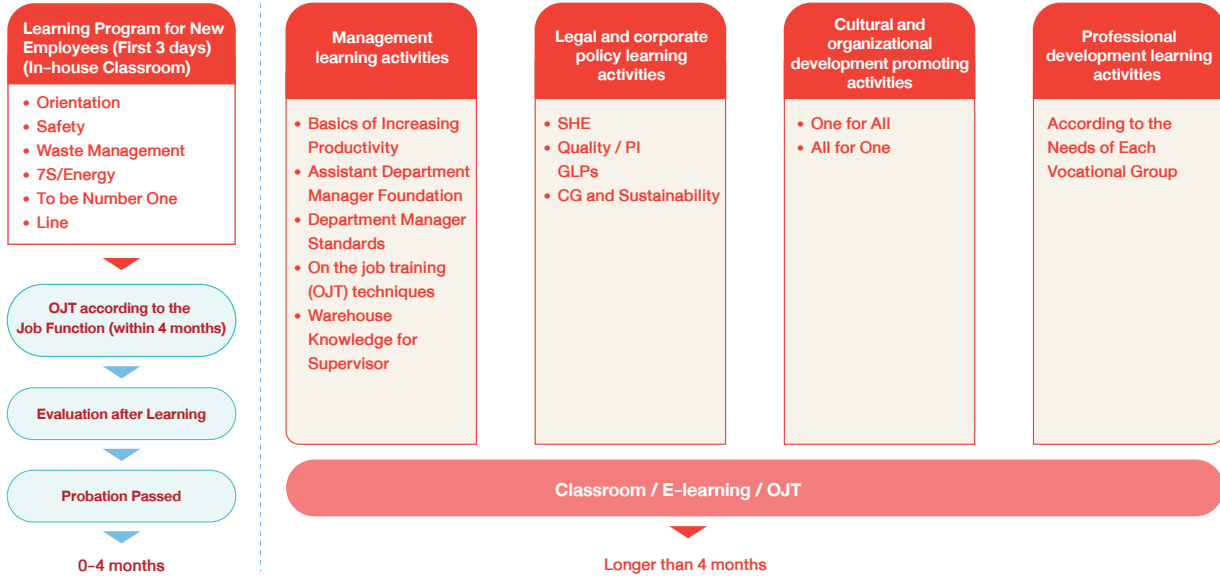 Learning Program for New
Employees (First 3 days)
(In-house Classroom)
• Orientation
• Safety
• Waste Management
• 7S/Energy
• To be Number One
• Line
OJT according to the
Job Function (within 4 months)
Evaluation after Learning
Probation Passed
0-4 months
Management
learning activities
• Basics of Increasing
Productivity
• Assistant Department
Manager Foundation
• Department Manager
Standards
• On the job training
(OJT) techniques
• Warehouse
Knowledge for
Supervisor
Legal and corporate
policy learning
activities
• SHE
• Quality / PI
GLPs
• CG and Sustainability
Cultural and
organizational
development promoting
activities
• One for All
• All for One
Professional
development learning
activities
According to the
Needs of Each
Vocational Group
Classroom / E-learning / OJT
Longer than 4 months